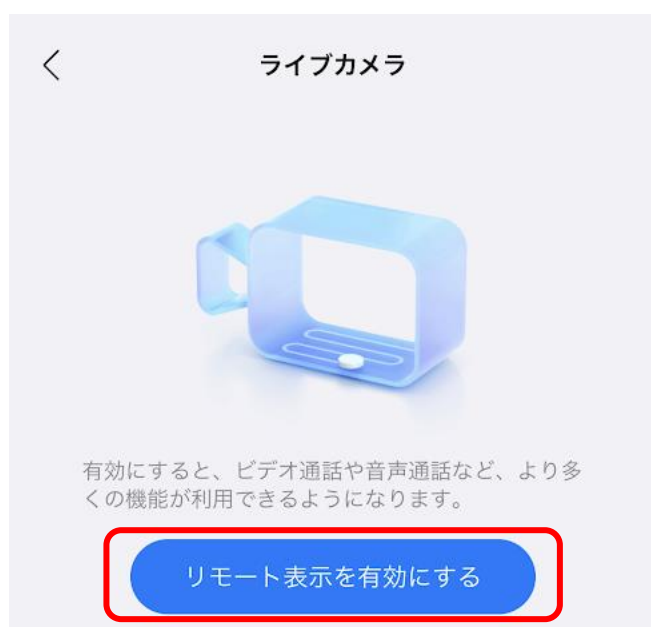 ライブカメラ
有効にすると、ビデオ通話や音声通話など、より多
くの機能が利用できるようになります。
リモート表示を有効にする